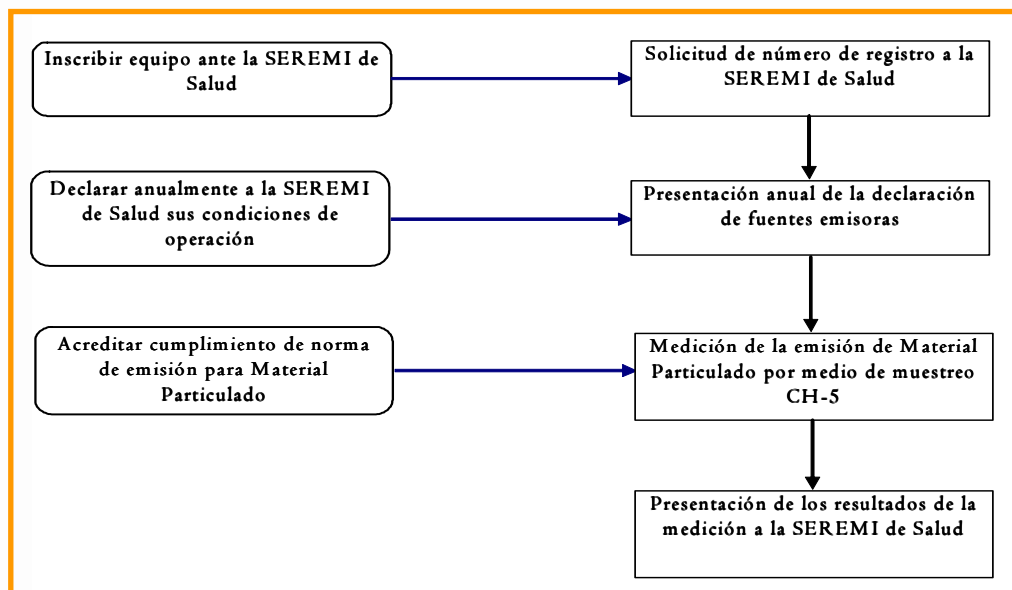 Inscribir equipo ante la SEREMI de
Salud
Solicitud de número de registro a la
SEREMI de Salud
Declarar anualmente a la SEREMI
de Salud sus condiciones de
operación
Presentación anual de la declaración
de fuentes emisoras
Acreditar cumplimiento de norma
de emisión para Material
Particulado
Medición de la emisión de Material
Particulado por medio de muestreo
CH-5
Presentación de los resultados de la
medición a la SEREMI de Salud